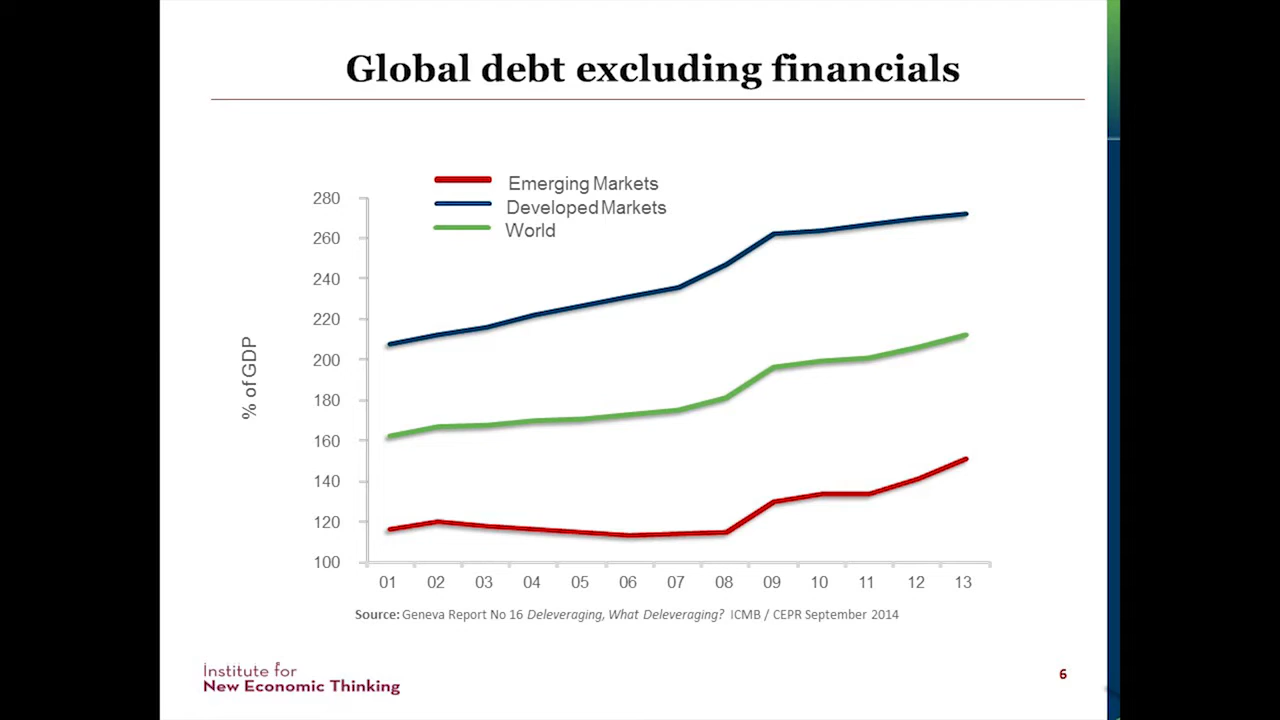 Global debt excluding financials
Emerging Markets
Developed Markets
World
% of GDP
280
260
240
220
200
180
160
140
120
100
01 02 03 04 05 06 07 08 09 10 11 12 13
Source: Geneva Report No 16 Deleveraging, What Deleveraging? ICMB / CEPR September 2014
Institute for
New Economic Thinking
6